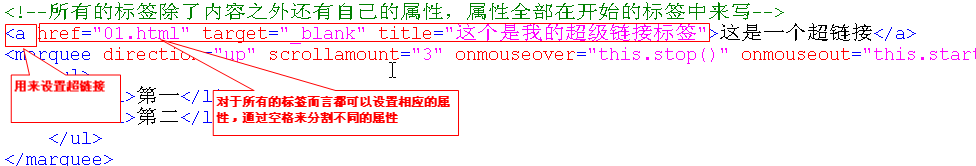 <!--所有的标签除了内容之外还有自己的属性，属性全部在开始的标签中来写-->
<a href="01.html" target="_blank" title="这个是我的超级链接标签">这是一个超链接</a>
<marquee direction="up" scrollamount="3" onmouseover="this.stop()" onmouseout="this.star
用来设置超链接
>第一</l
>第二</l
对于所有的标签而言都可以设置相应的属
性，通过空格来分割不同的属性
</ul>
</marquee>